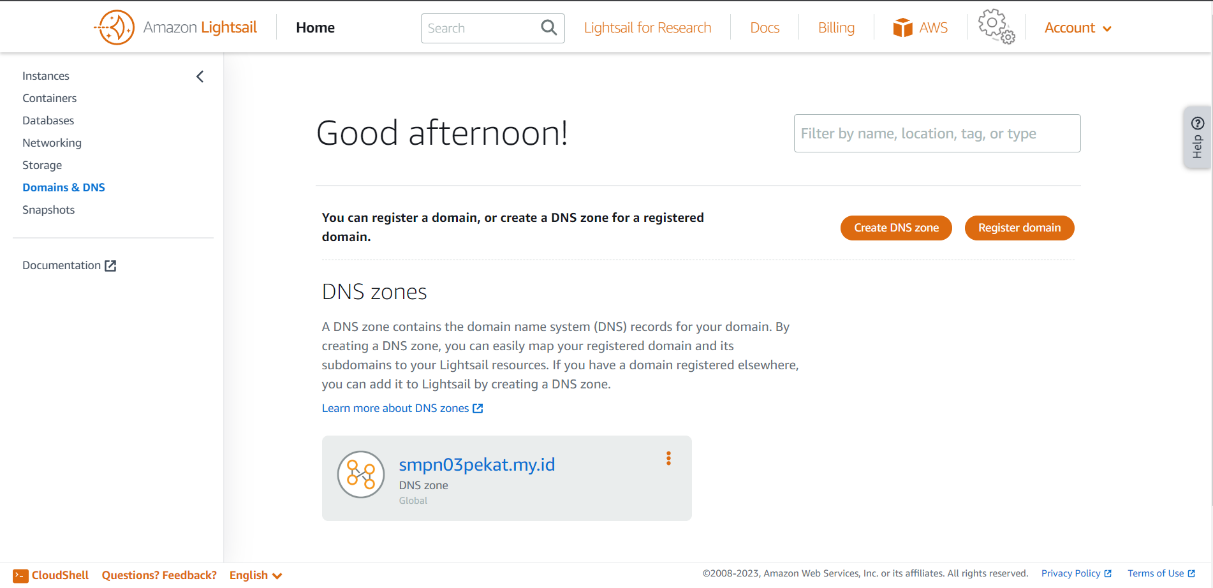 Amazon Lightsail
Home
Search
Lightsail for Research
Docs
Billing
AWS
Account
Instances
Containers
Databases
Networking
Storage
Domains & DNS
Snapshots
Documentation
Good afternoon!
Filter by name, location, tag, or type
Help
You can register a domain, or create a DNS zone for a registered
domain.
Create DNS zone
Register domain
DNS zones
A DNS zone contains the domain name system (DNS) records for your domain. By
creating a DNS zone, you can easily map your registered domain and its
subdomains to your Lightsail resources. If you have a domain registered elsewhere,
you can add it to Lightsail by creating a DNS zone.
Learn more about DNS zones
smpn03pekat.my.id
DNS zone
Global
CloudShell
Questions? Feedback?
English
©2008-2023, Amazon Web Services, Inc. or its affiliates. All rights reserved.
Privacy Policy
Terms of Use